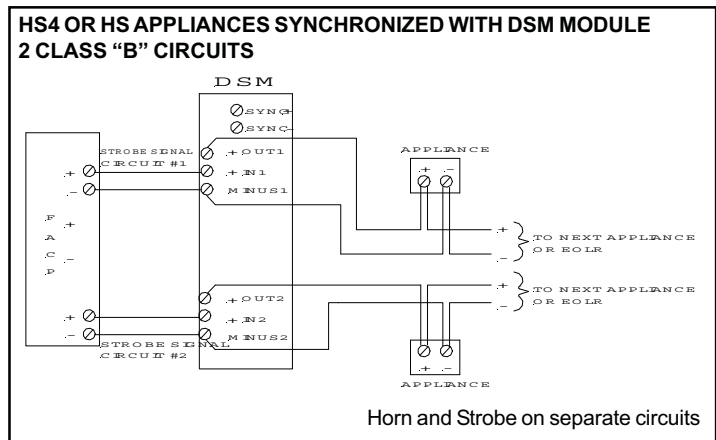 HS4 OR HS APPLIANCES SYNCHRONIZED WITH DSM MODULE
2 CLASS “B” CIRCUITS
DSM
SYNC+
SYNC-
STROBE SIGNAL
CIRCUIT #1
+ OUT1
+ IN1
MINUS1
APPLIANCE
+ -
+
-
F
A
C
P
+
-
+
-
TO NEXT APPLIANCE
OR EOLR
+
-
TO NEXT APPLIANCE
OR EOLR
+ OUT2
+ IN2
MINUS2
+
-
STROBE SIGNAL
CIRCUIT #2
+ -
APPLIANCE
Horn and Strobe on separate circuits